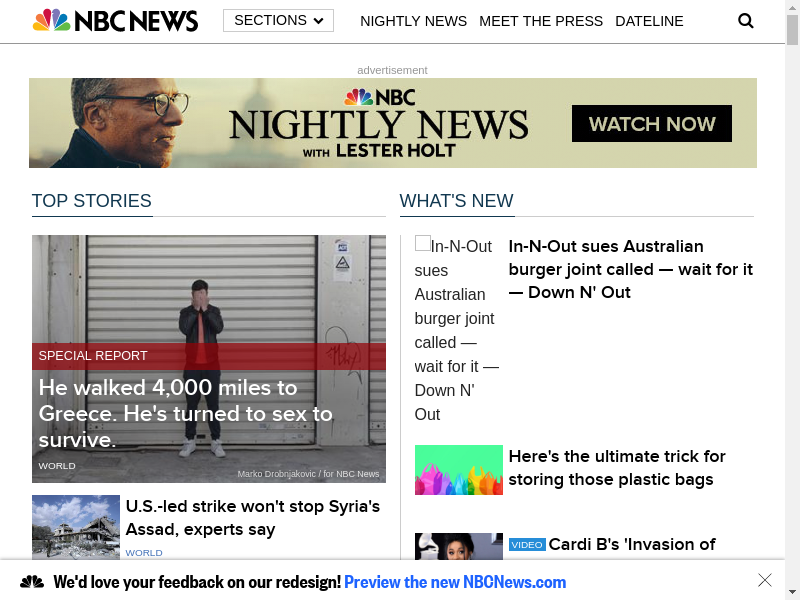 NBC NEWS
SECTIONS
NIGHTLY NEWS
MEET THE PRESS
DATELINE
advertisement
NBC
NIGHTLY NEWS
WITH LESTER HOLT
WATCH NOW
TOP STORIES
SPECIAL REPORT
He walked 4,000 miles to
Greece. He's turned to sex to
survive.
WORLD
Marko Drobnjakovic / for NBC News
U.S.-led strike won't stop Syria's
Assad, experts say
WORLD
WHAT'S NEW
In-N-Out
sues
Australian
burger joint
called —
wait for it —
Down N'
Out
In-N-Out sues Australian
burger joint called — wait for it
— Down N' Out
Here's the ultimate trick for
storing those plastic bags
VIDEO Cardi B's 'Invasion of
We'd love your feedback on our redesign! Preview the new NBCNews.com